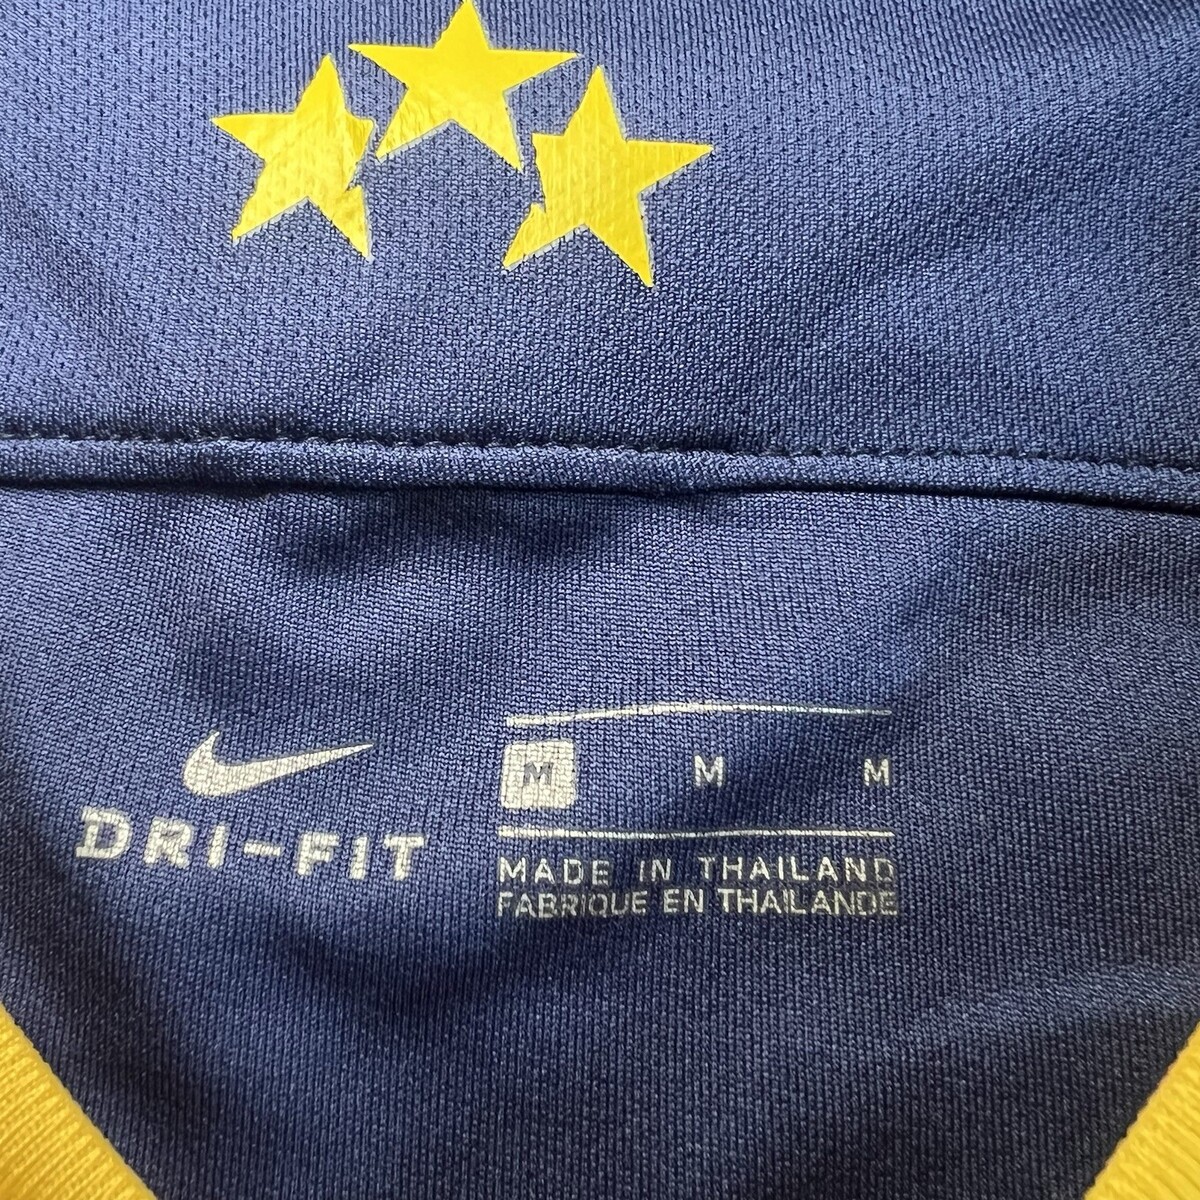 DRI-FIT
M M M
MADE IN THAILAND
FABRIQUE EN THAILANDE